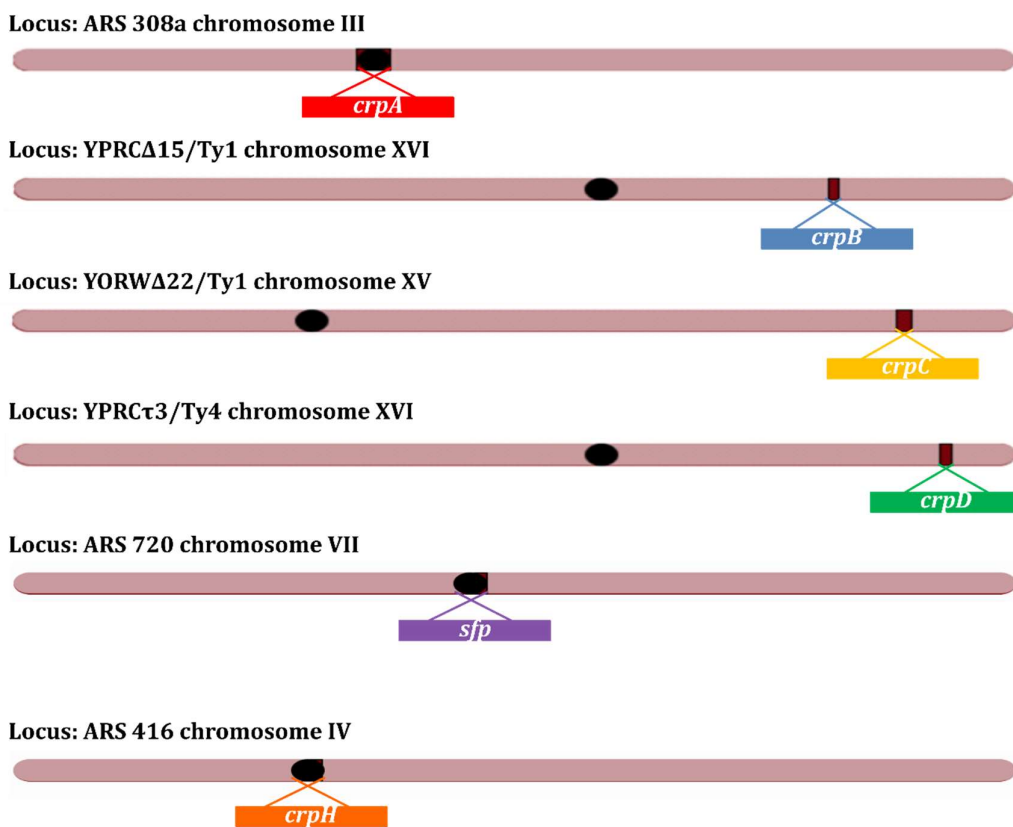 Locus: ARS 308a chromosome III
crpA
Locus: YPRCΔ15/Ty1 chromosome XVI
crpB
Locus: YORWΔ22/Ty1 chromosome XV
crpC
Locus: YPRCτ3/Ty4 chromosome XVI
crpD
Locus: ARS 720 chromosome VII
sfp
Locus: ARS 416 chromosome IV
crpH